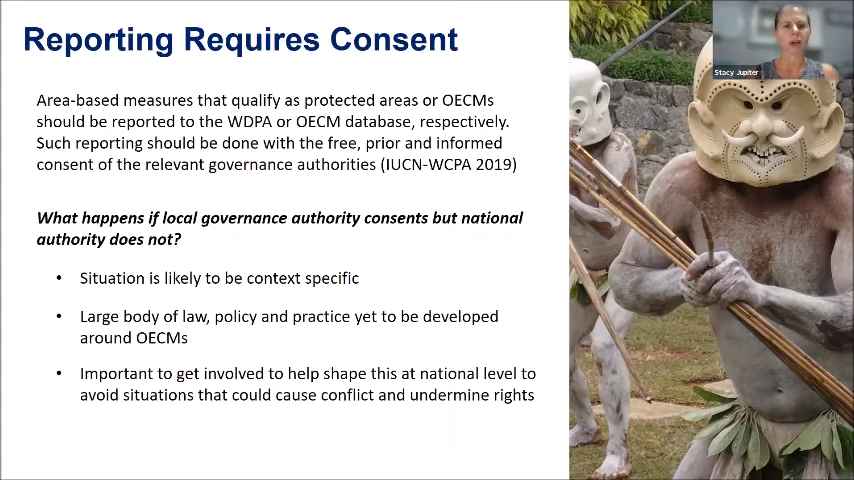 Reporting Requires Consent
Stacy Jupiter
Area-based measures that qualify as protected areas or OECMs
should be reported to the WDPA or OECM database, respectively.
Such reporting should be done with the free, prior and informed
consent of the relevant governance authorities (IUCN-WCPA 2019)
What happens if local governance authority consents but national
authority does not?
• Situation is likely to be context specific
• Large body of law, policy and practice yet to be developed
around OECMs
• Important to get involved to help shape this at national level to
avoid situations that could cause conflict and undermine rights